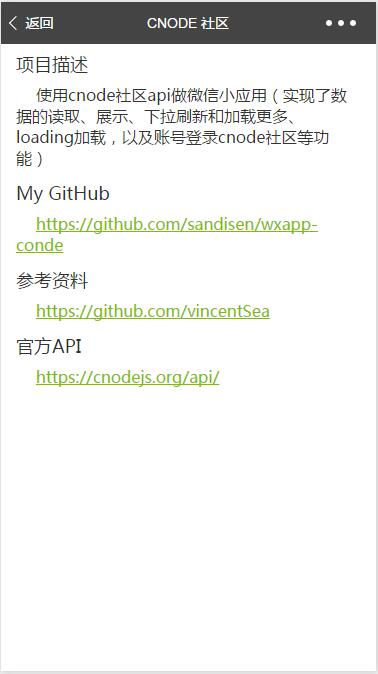 返回 CNODE 社区
项目描述
使用cnode社区api做微信小应用（实现了数
据的读取、展示、下拉刷新和加载更多、
loading加载，以及账号登录cnode社区等功
能）
My GitHub
https://github.com/sandisen/wxapp-
conde
参考资料
https://github.com/vincentSea
官方API
https://cnodejs.org/api/